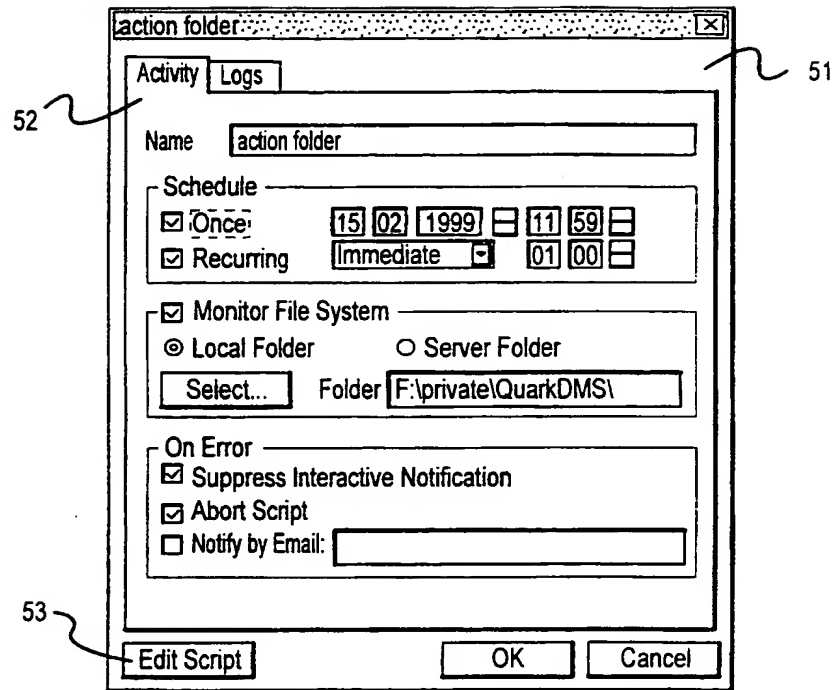 action folder
51
Activity Logs
52
Name action folder
Schedule
Once 15 02 1999 11 59
Recurring Immediate 01 00
Monitor File System
Local Folder Server Folder
Select... Folder F:\private\QuarkDMS\
On Error
Suppress Interactive Notification
Abort Script
Notify by Email:
53
Edit Script OK Cancel